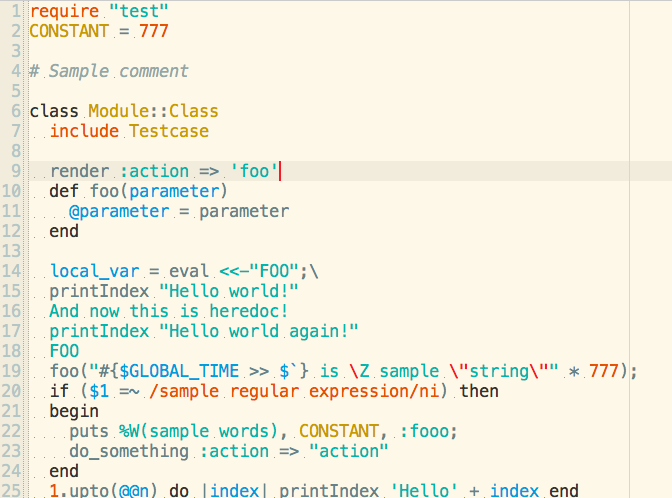 1 require "test"
2 CONSTANT = 777
3
4 # Sample comment
5
6 class Module::Class
7   include Testcase
8
9   render :action => 'foo'
10   def foo(parameter)
11     @parameter = parameter
12   end
13
14   local_var = eval <<-"FOO";\
15   printIndex "Hello world!"
16   And now this is heredoc!
17   printIndex "Hello world again!"
18   FOO
19   foo("#{$GLOBAL_TIME >> $`} is \Z sample \"string\"" * 777);
20   if ($1 =~ /sample regular expression/ni) then
21   begin
22     puts %W(sample words), CONSTANT, :fooo;
23     do_something :action => "action"
24   end
25   1.upto(@@n) do |index| printIndex 'Hello' + index end